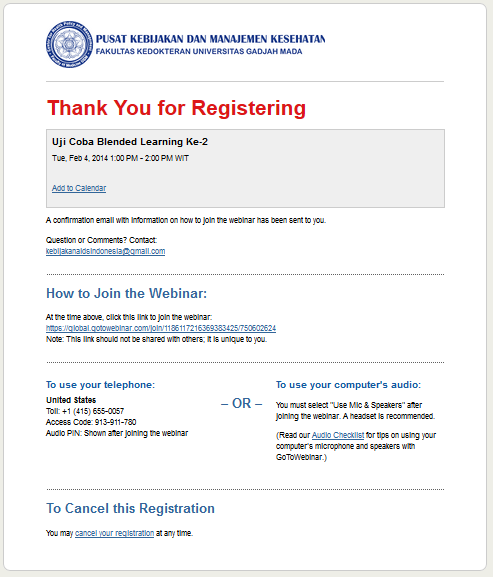 PUSAT KEBIJAKAN DAN MANAJEMEN KESEHATAN
FAKULTAS KEDOKTERAN UNIVERSITAS GADJAH MADA
Thank You for Registering
Uji Coba Blended Learning Ke-2
Tue, Feb 4, 2014 1:00 PM - 2:00 PM WIT
Add to Calendar
A confirmation email with information on how to join the webinar has been sent to you.
Question or Comments? Contact:
kebijakanaidsindonesia@gmail.com
How to Join the Webinar:
At the time above, click this link to join the webinar:
https://global.gotowebinar.com/join/1186117216369383425/750602624
Note: This link should not be shared with others; it is unique to you.
To use your telephone:
United States
Toll: +1 (415) 655-0057
Access Code: 913-911-780
Audio PIN: Shown after joining the webinar
– OR –
To use your computer's audio:
You must select "Use Mic & Speakers" after
joining the webinar. A headset is recommended.
(Read our Audio Checklist for tips on using your
computer's microphone and speakers with
GoToWebinar.)
To Cancel this Registration
You may cancel your registration at any time.